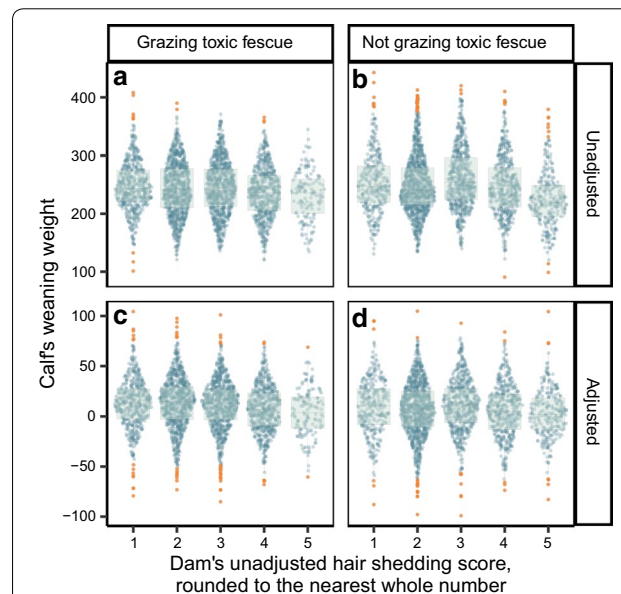 Grazing toxic fescue
Not grazing toxic fescue
a
b
400
300
200
100
Unadjusted
Calf's weaning weight
c
d
100
50
0
−50
−100
Adjusted
1 2 3 4 5
1 2 3 4 5
Dam's unadjusted hair shedding score,
rounded to the nearest whole number